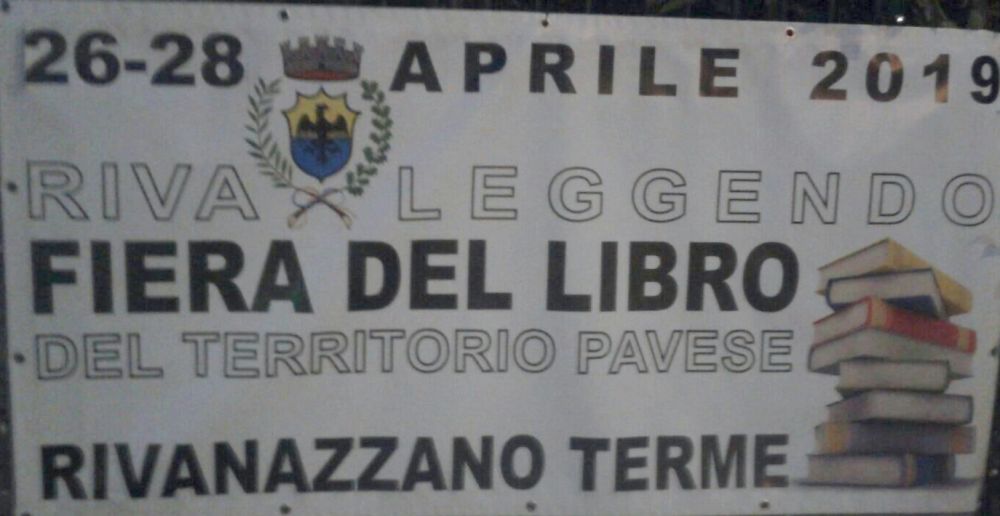 26-28 APRILE 2019
RIVA LEGGENDO
FIERA DEL LIBRO
DEL TERRITORIO PAVESE
RIVANAZZANO TERME